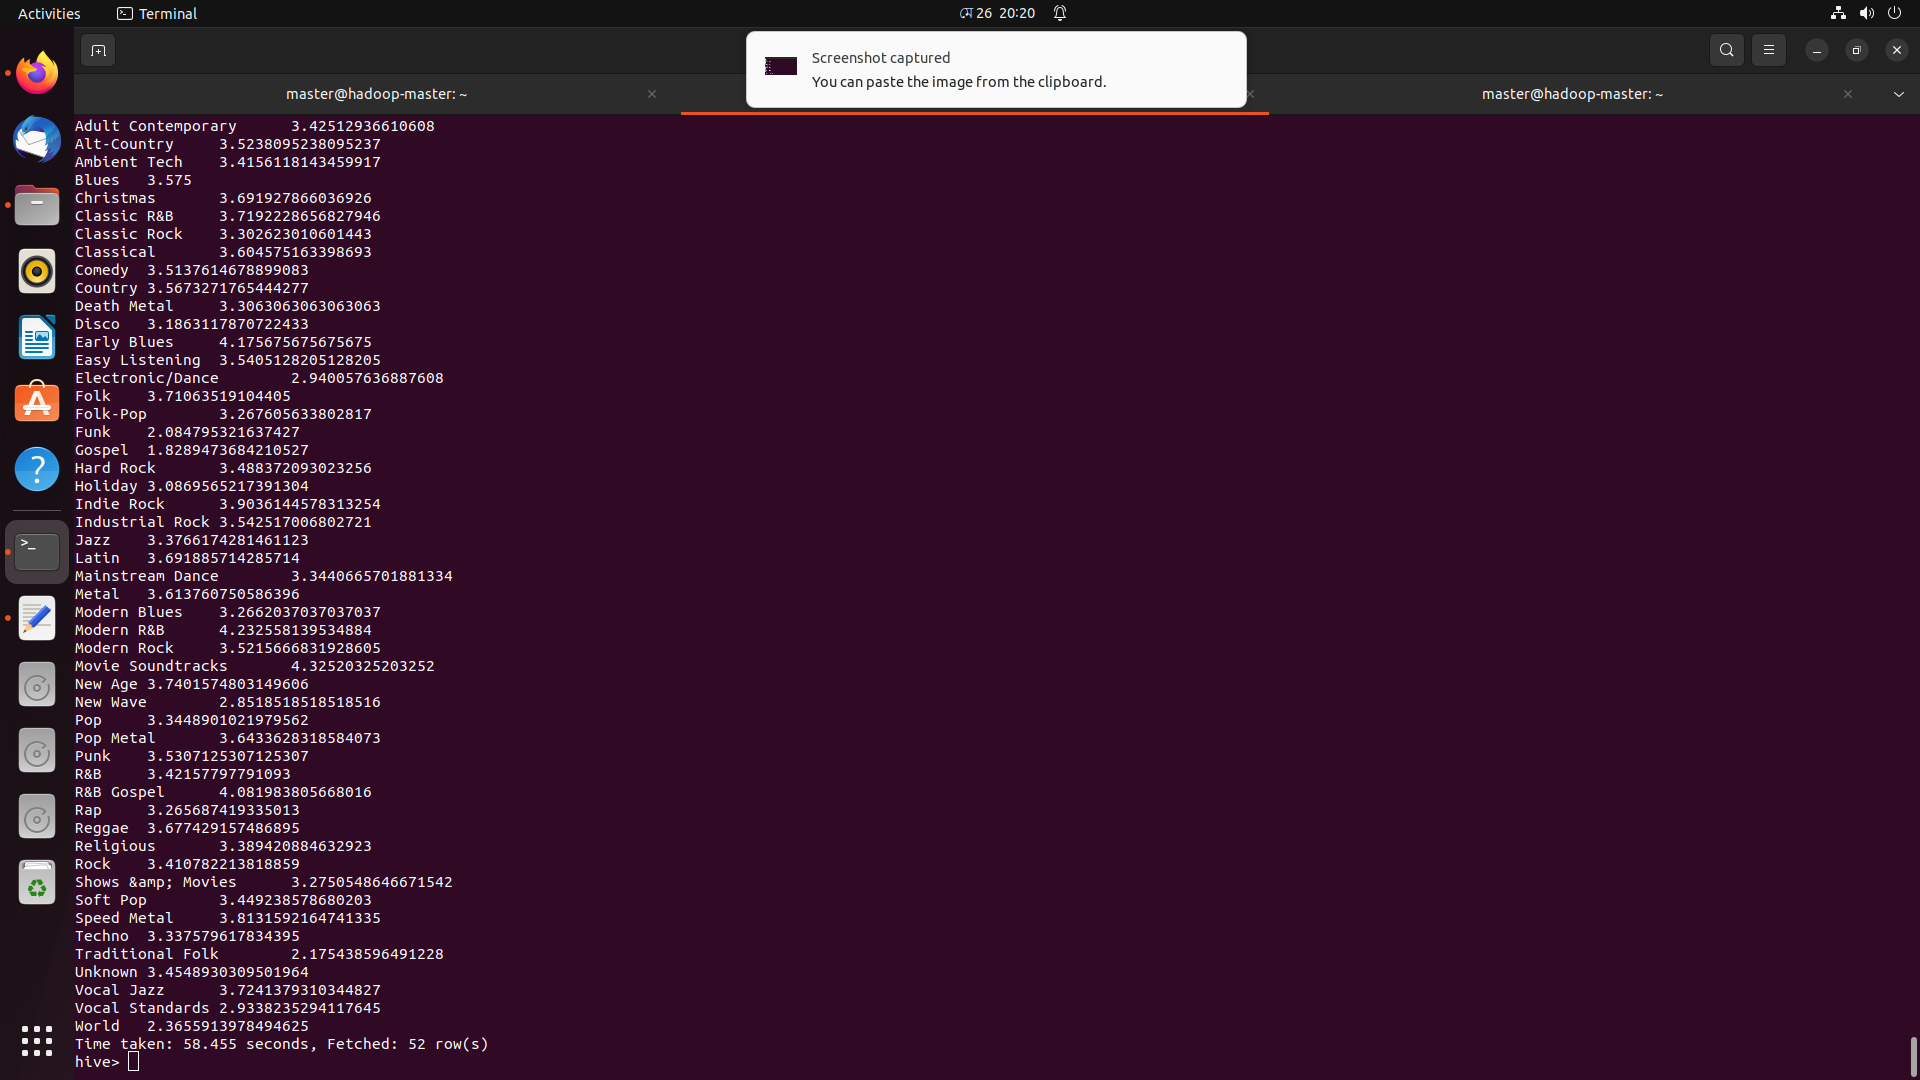 Activities
Terminal
26 20:20
Screenshot captured
You can paste the image from the clipboard.
master@hadoop-master: ~
master@hadoop-master: ~
Adult Contemporary 3.42512936610608
Alt-Country 3.5238095238095237
Ambient Tech 3.4156118143459917
Blues 3.575
Christmas 3.691927866036926
Classic R&B 3.7192228656827946
Classic Rock 3.302623010601443
Classical 3.604575163398693
Comedy 3.5137614678899083
Country 3.5673271765444277
Death Metal 3.3063063063063063
Disco 3.1863117870722433
Early Blues 4.175675675675675
Easy Listening 3.5405128205128205
Electronic/Dance 2.940057636887608
Folk 3.71063519104405
Folk-Pop 3.267605633802817
Funk 2.084795321637427
Gospel 1.8289473684210527
Hard Rock 3.488372093023256
Holiday 3.0869565217391304
Indie Rock 3.9036144578313254
Industrial Rock 3.542517006802721
Jazz 3.3766174281461123
Latin 3.691885714285714
Mainstream Dance 3.3440665701881334
Metal 3.613760750586396
Modern Blues 3.2662037037037037
Modern R&B 4.232558139534884
Modern Rock 3.5215666831928605
Movie Soundtracks 4.32520325203252
New Age 3.7401574803149606
New Wave 2.8518518518518516
Pop 3.3448901021979562
Pop Metal 3.6433628318584073
Punk 3.5307125307125307
R&B 3.42157797791093
R&B Gospel 4.081983805668016
Rap 3.265687419335013
Reggae 3.677429157486895
Religious 3.389420884632923
Rock 3.410782213818859
Shows &amp; Movies 3.2750548646671542
Soft Pop 3.449238578680203
Speed Metal 3.8131592164741335
Techno 3.337579617834395
Traditional Folk 2.175438596491228
Unknown 3.4548930309501964
Vocal Jazz 3.7241379310344827
Vocal Standards 2.9338235294117645
World 2.3655913978494625
Time taken: 58.455 seconds, Fetched: 52 row(s)
hive>